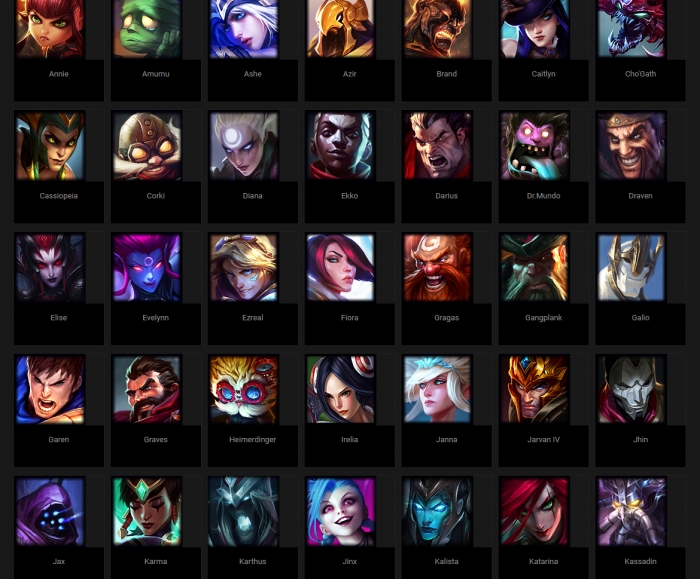 Annie Amumu Ashe Azir Brand Caitlyn Cho'Gath
Cassiopeia Corki Diana Ekko Darius Dr.Mundo Draven
Elise Evelynn Ezreal Fiora Gragas Gangplank Galio
Garen Graves Heimerdinger Irelia Janna Jarvan IV Jhin
Jax Karma Karthus Jinx Kalista Katarina Kassadin